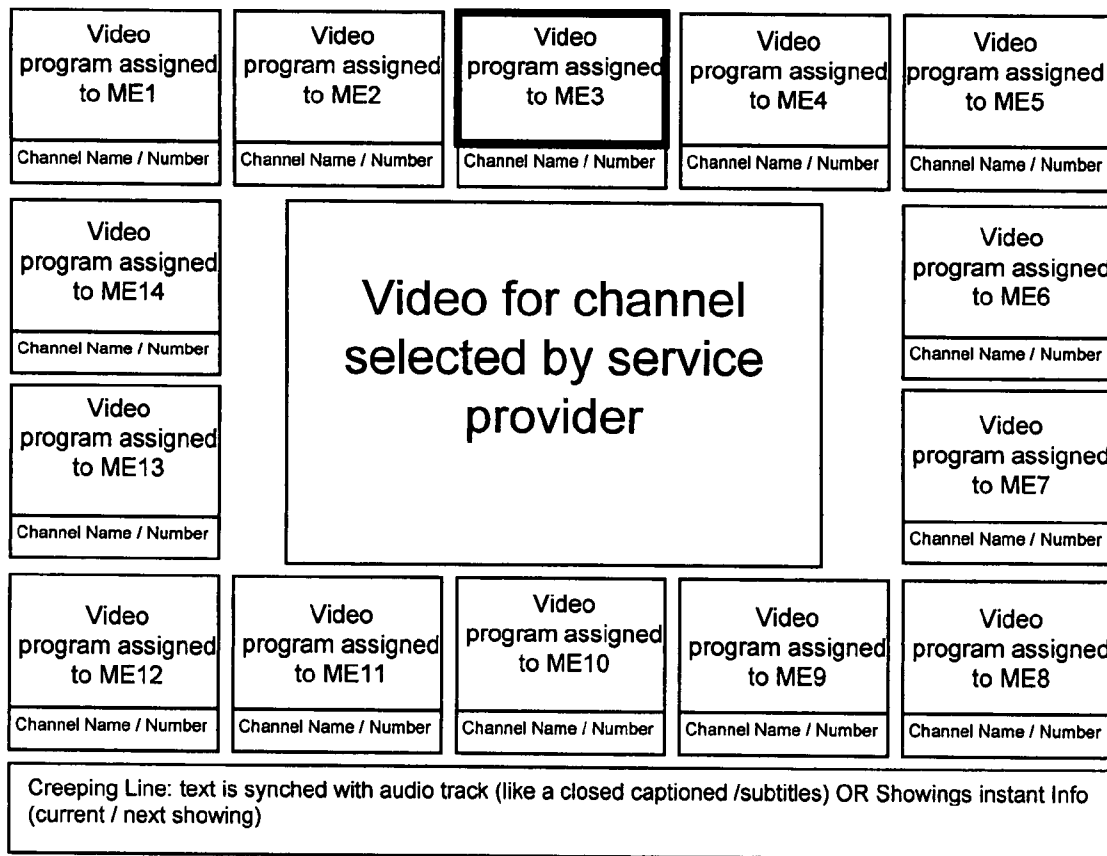 Video
program assigned
to ME1
Channel Name / Number
Video
program assigned
to ME2
Channel Name / Number
Video
program assigned
to ME3
Channel Name / Number
Video
program assigned
to ME4
Channel Name / Number
Video
program assigned
to ME5
Channel Name / Number
Video
program assigned
to ME14
Channel Name / Number
Video for channel
selected by service
provider
Video
program assigned
to ME6
Channel Name / Number
Video
program assigned
to ME13
Channel Name / Number
Video
program assigned
to ME7
Channel Name / Number
Video
program assigned
to ME12
Channel Name / Number
Video
program assigned
to ME11
Channel Name / Number
Video
program assigned
to ME10
Channel Name / Number
Video
program assigned
to ME9
Channel Name / Number
Video
program assigned
to ME8
Channel Name / Number
Creeping Line: text is synched with audio track (like a closed captioned /subtitles) OR Showings instant Info
(current / next showing)